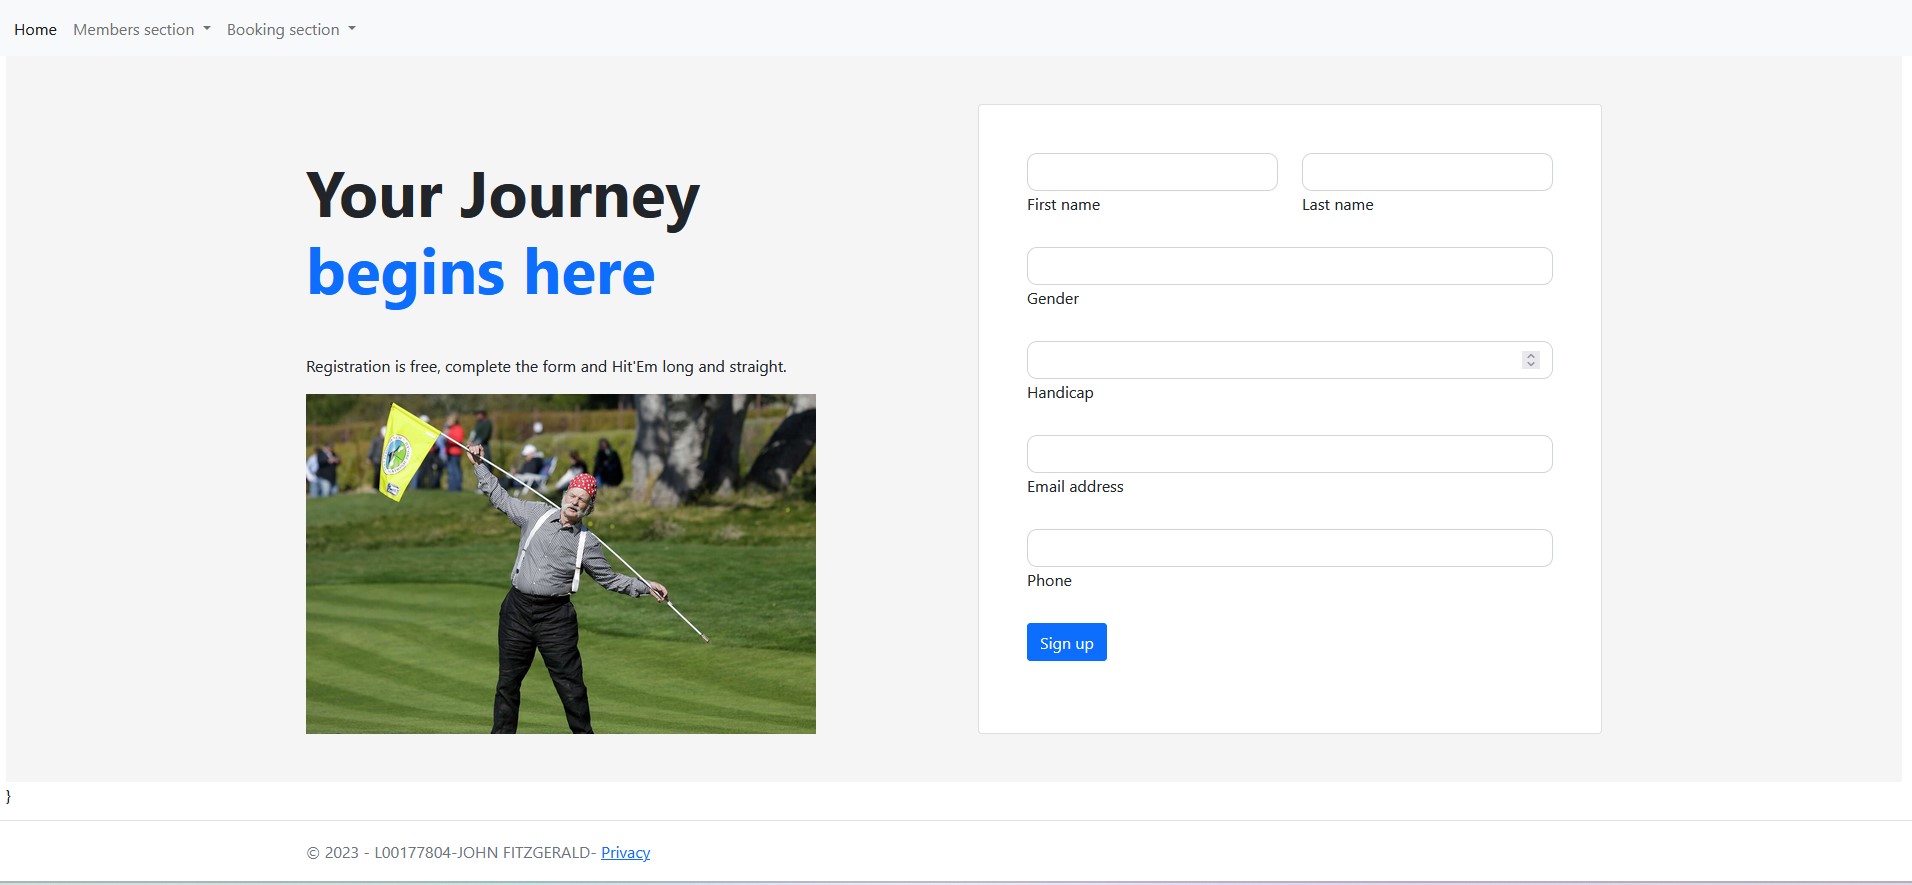 Home Members section Booking section
Your Journey
begins here
Registration is free, complete the form and Hit'Em long and straight.
First name Last name
Gender
Handicap
Email address
Phone
Sign up
}
© 2023 - L00177804-JOHN FITZGERALD- Privacy